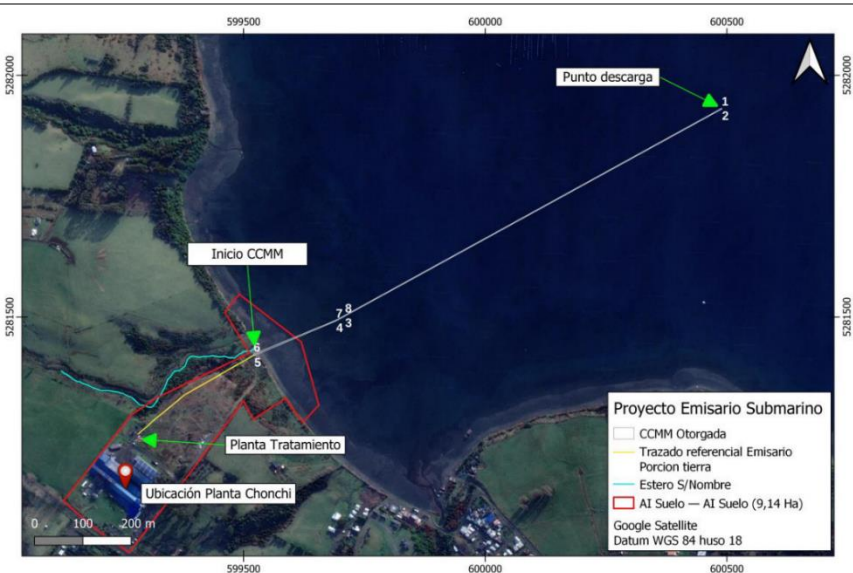 599500 600000 600500
5282000
5282000
Punto descarga
1
2
Inicio CCMM
7 8
4 3
6
5
5281500
5281500
Planta Tratamiento
Ubicación Planta Chonchi
0 100 200 m
Proyecto Emisario Submarino
CCMM Otorgada
Trazado referencial Emisario
Porcion tierra
Estero S/Nombre
AI Suelo — AI Suelo (9,14 Ha)
Google Satellite
Datum WGS 84 huso 18
599500 600000 600500